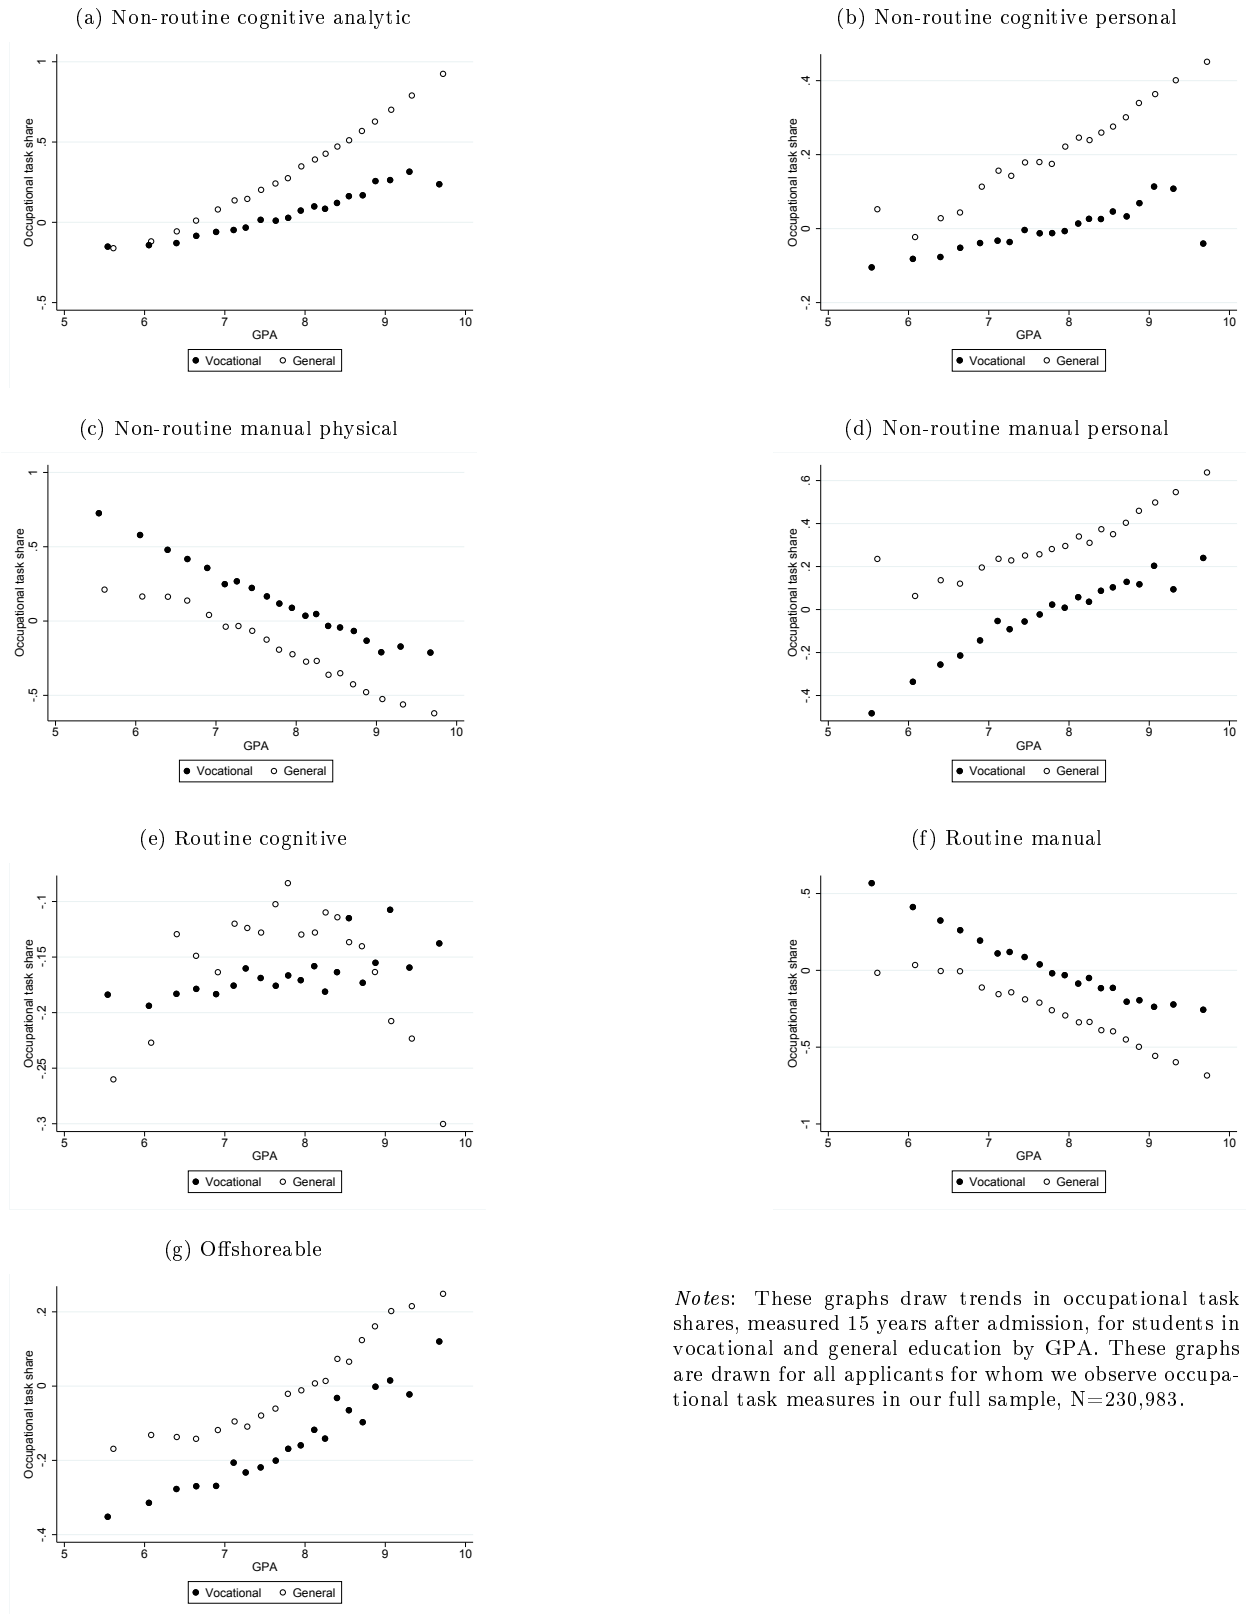 (a) Non-routine cognitive analytic
Occupational task share
1
.5
0
-.5
5 6 7 8 9 10
GPA
Vocational General
(b) Non-routine cognitive personal
Occupational task share
.4
.2
0
-.2
5 6 7 8 9 10
GPA
Vocational General
(c) Non-routine manual physical
Occupational task share
1
.5
0
-.5
5 6 7 8 9 10
GPA
Vocational General
(d) Non-routine manual personal
Occupational task share
.6
.4
.2
0
-.2
-.4
5 6 7 8 9 10
GPA
Vocational General
(e) Routine cognitive
Occupational task share
-.1
-.15
-.2
-.25
-.3
5 6 7 8 9 10
GPA
Vocational General
(f) Routine manual
Occupational task share
.5
0
-.5
-1
5 6 7 8 9 10
GPA
Vocational General
(g) Offshoreable
Occupational task share
.2
0
-.2
-.4
5 6 7 8 9 10
GPA
Vocational General
Notes: These graphs draw trends in occupational task
shares, measured 15 years after admission, for students in
vocational and general education by GPA. These graphs
are drawn for all applicants for whom we observe occupa-
tional task measures in our full sample, N=230,983.